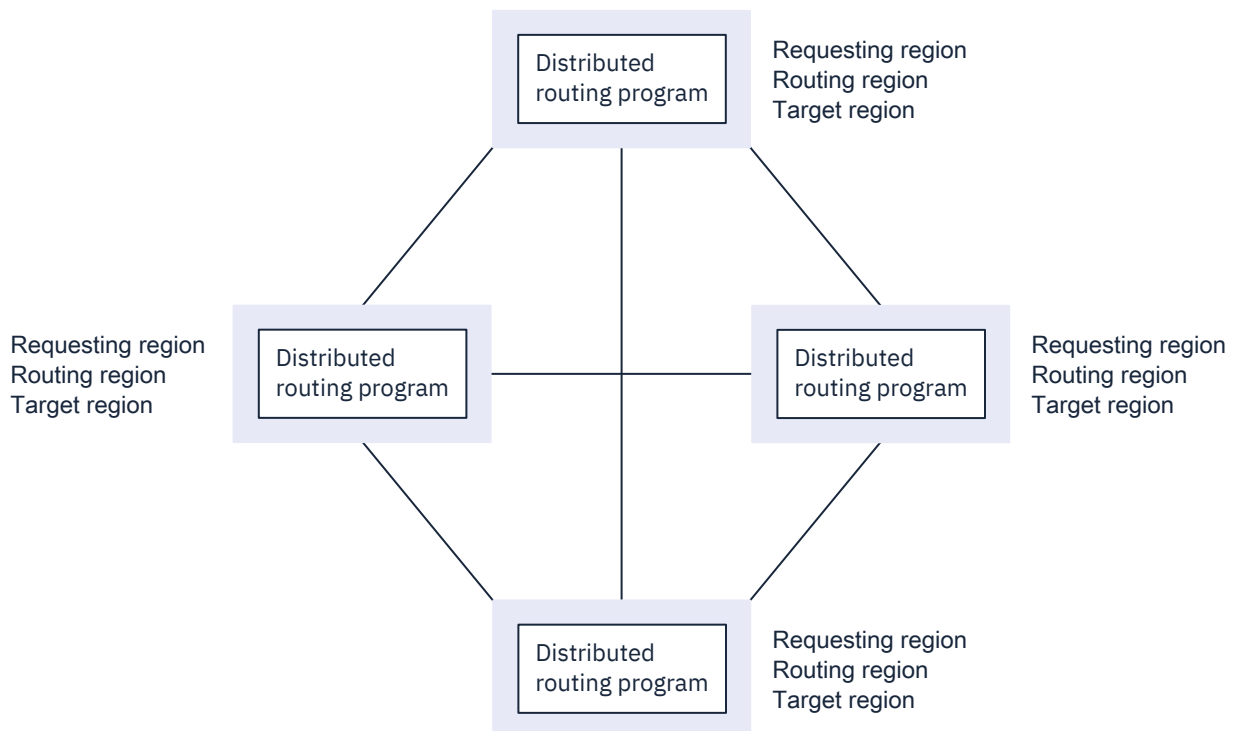 Distributed
routing program
Requesting region
Routing region
Target region
Requesting region
Routing region
Target region
Distributed
routing program
Distributed
routing program
Requesting region
Routing region
Target region
Distributed
routing program
Requesting region
Routing region
Target region